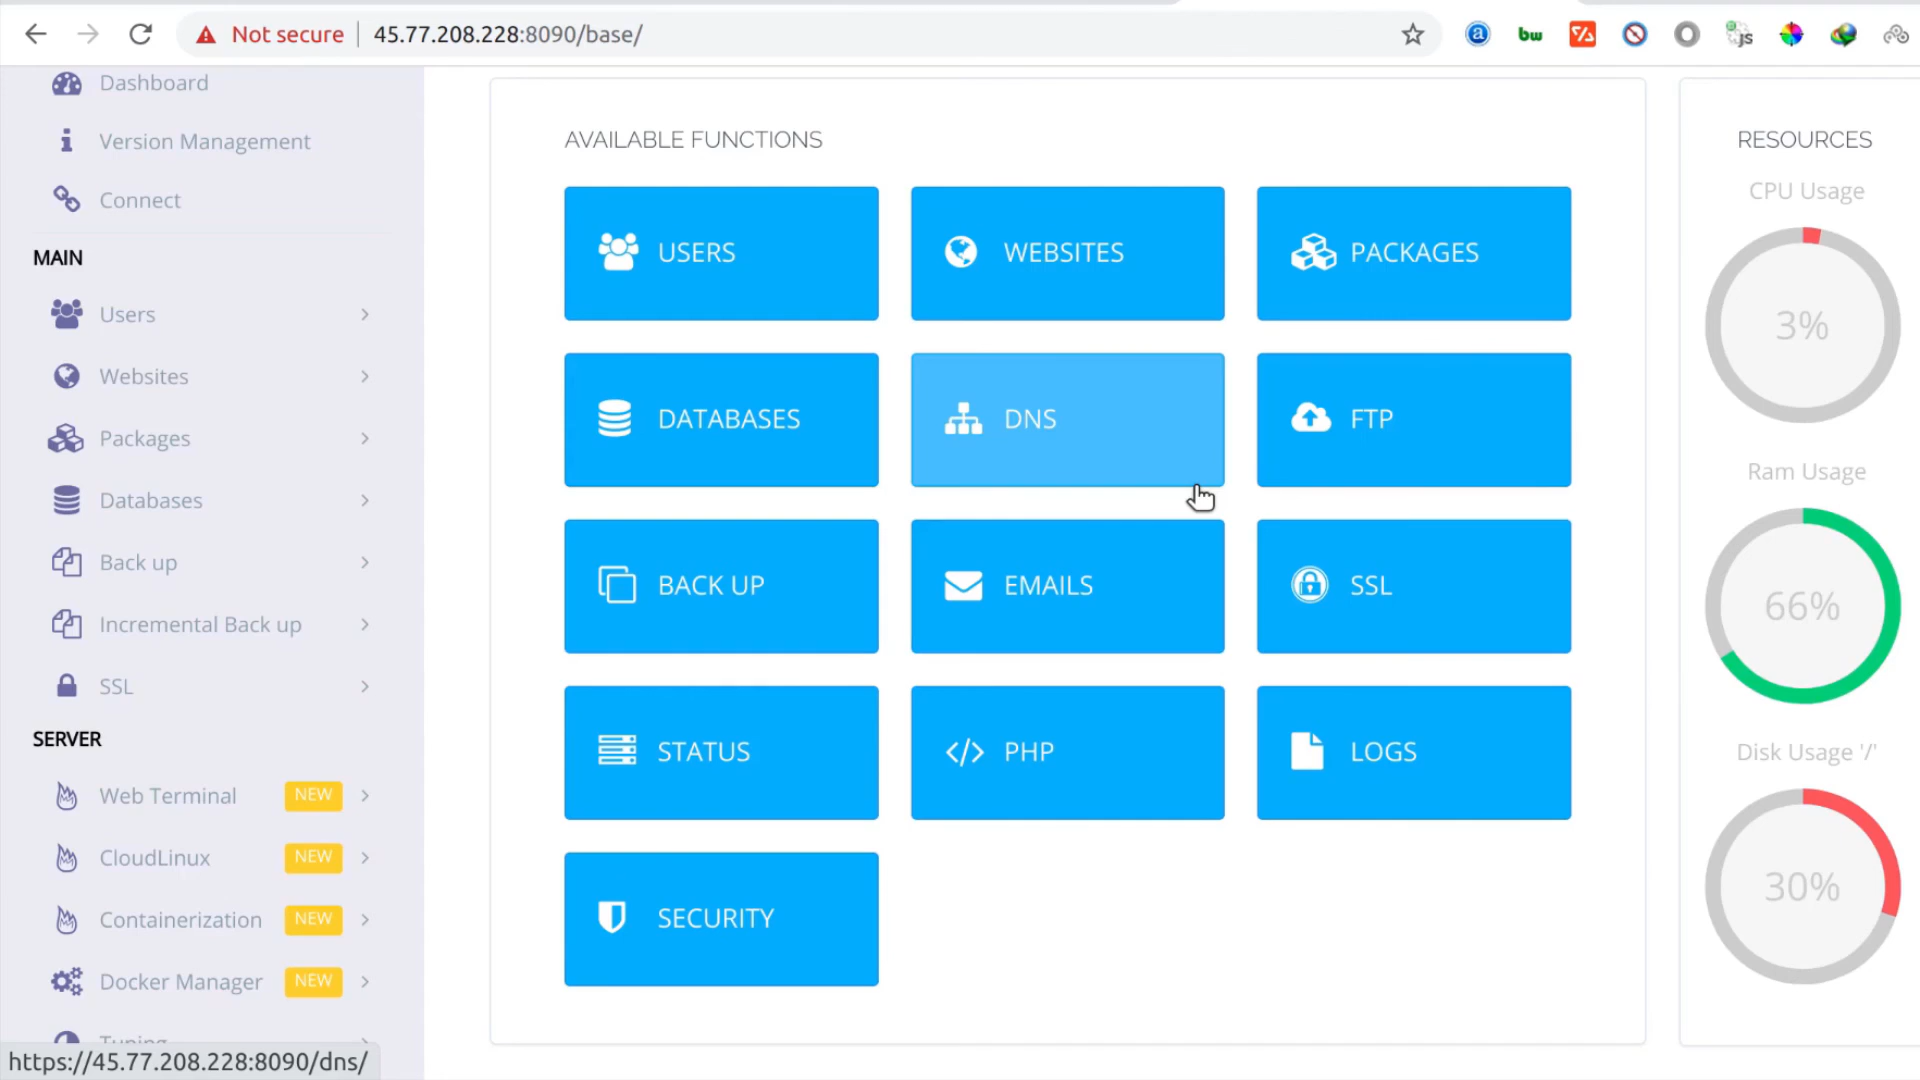 Not secure
45.77.208.228:8090/base/
a
bw
js
Dashboard
Version Management
Connect
MAIN
Users
Websites
Packages
Databases
Back up
Incremental Back up
SSL
SERVER
Web Terminal NEW
CloudLinux NEW
Containerization NEW
Docker Manager NEW
Tuning
https://45.77.208.228:8090/dns/
AVAILABLE FUNCTIONS
USERS
WEBSITES
PACKAGES
DATABASES
DNS
FTP
BACK UP
EMAILS
SSL
STATUS
PHP
LOGS
SECURITY
RESOURCES
CPU Usage
3%
Ram Usage
66%
Disk Usage '/'
30%